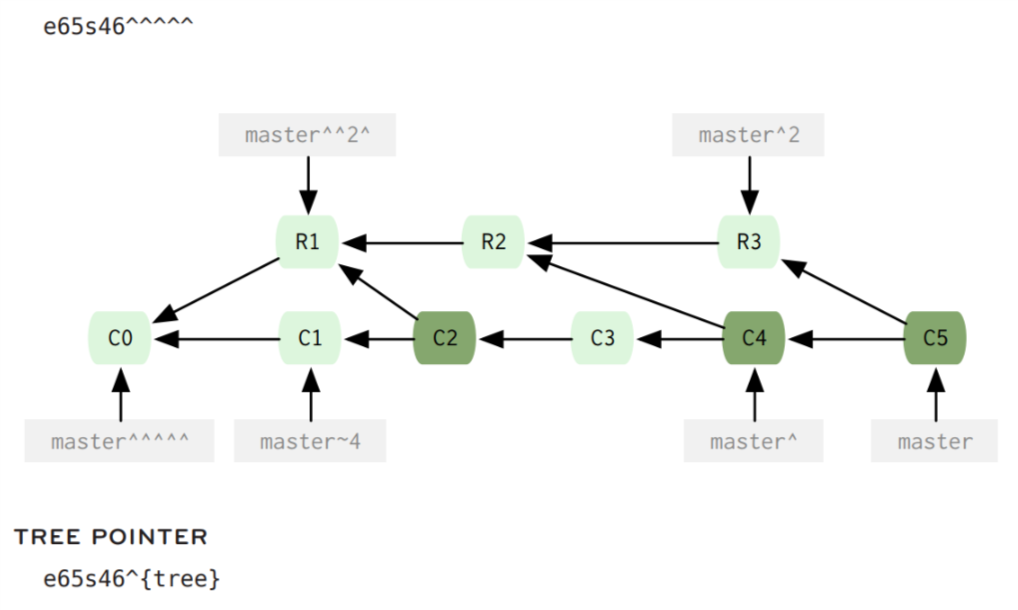 e65s46^^^^^
master^^2^ master^2
R1 R2 R3
C0 C1 C2 C3 C4 C5
master^^^^^ master~4 master^ master
TREE POINTER
e65s46^{tree}